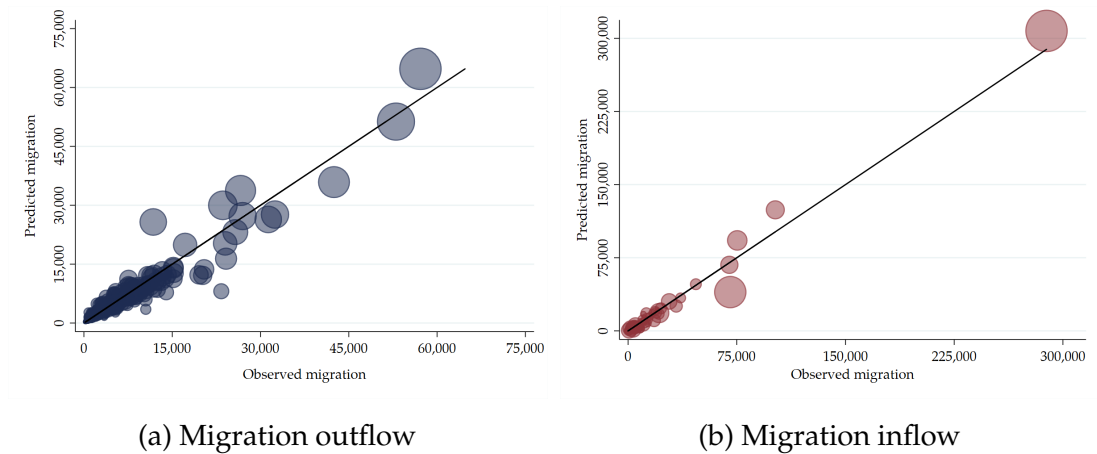 Predicted migration
75,000
60,000
45,000
30,000
15,000
0
0 15,000 30,000 45,000 60,000 75,000
Observed migration
(a) Migration outflow
Predicted migration
300,000
225,000
150,000
75,000
0
0 75,000 150,000 225,000 300,000
Observed migration
(b) Migration inflow